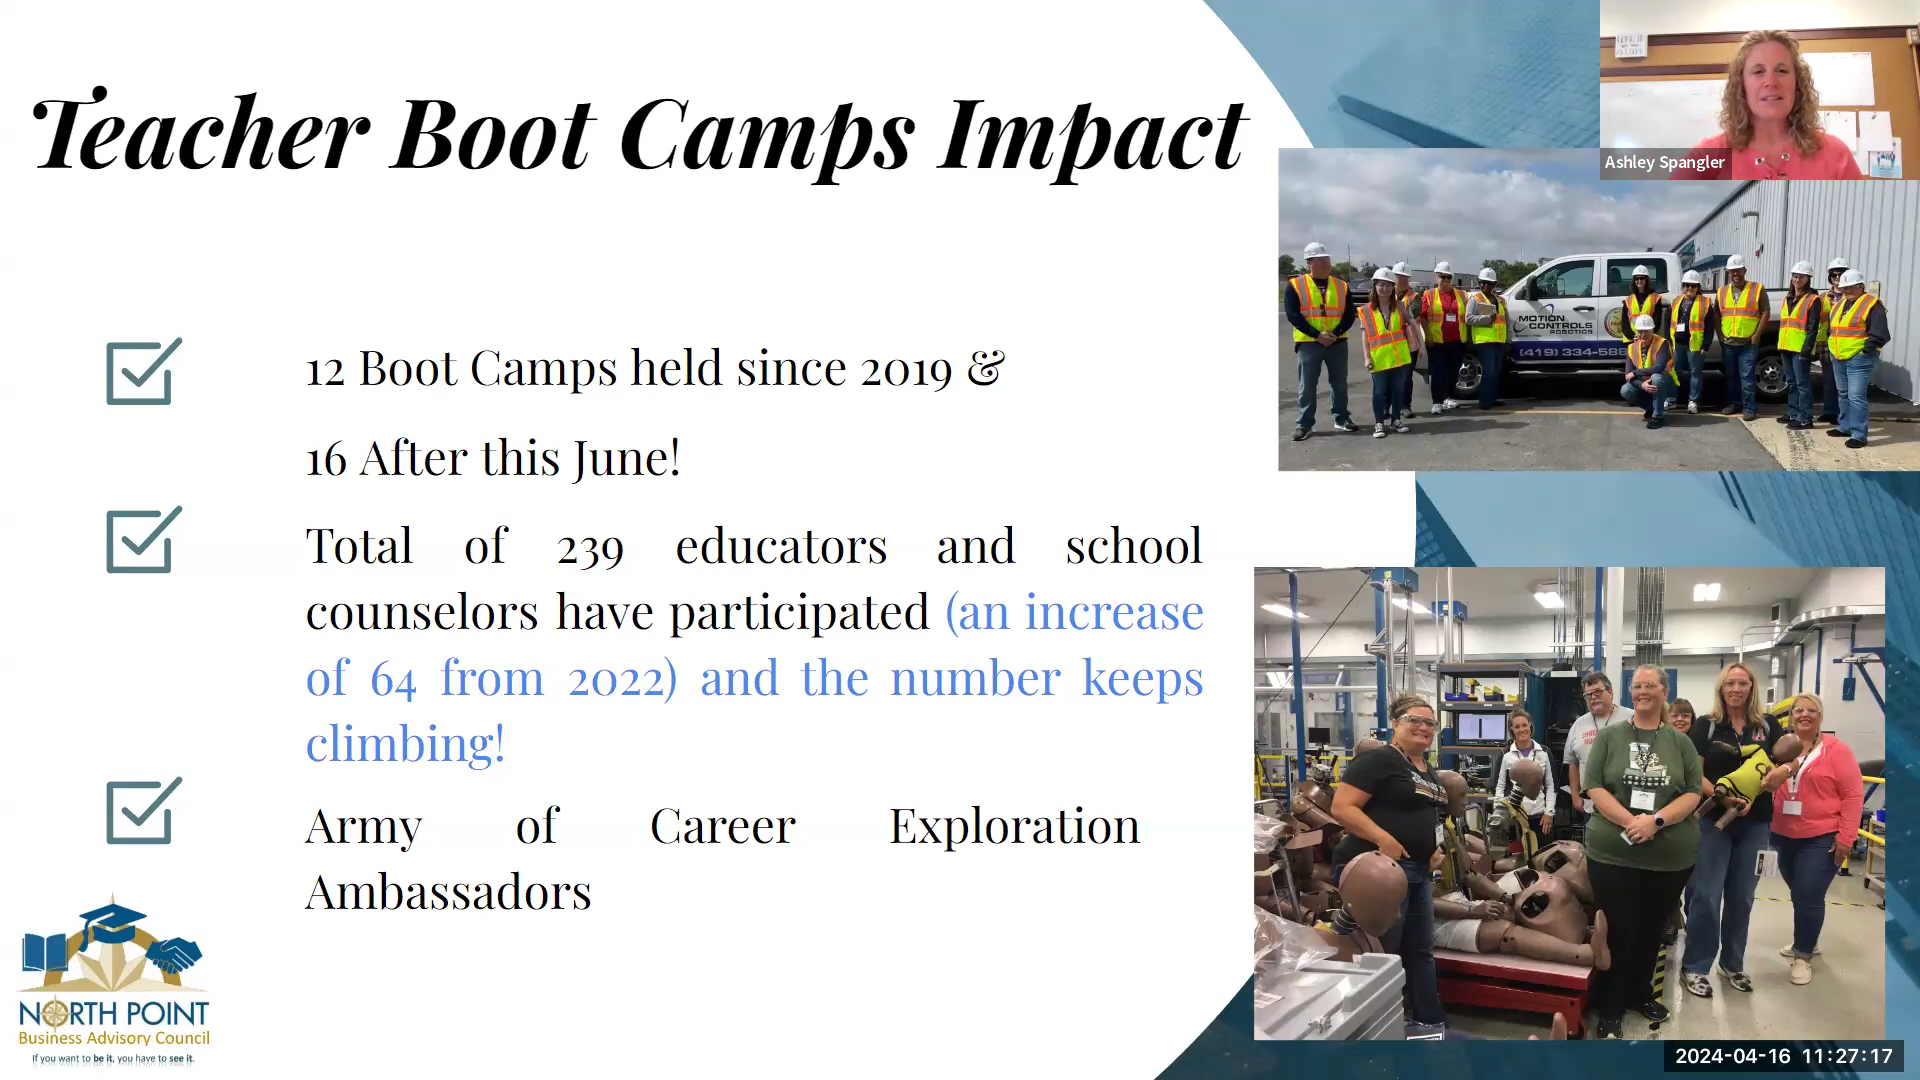 Teacher Boot Camps Impact
Ashley Spangler
MOTION
CONTROLS
ROBOTICS
(419) 334-588
12 Boot Camps held since 2019 &
16 After this June!
Total of 239 educators and school
counselors have participated (an increase
of 64 from 2022) and the number keeps
climbing!
Army of Career Exploration
Ambassadors
NORTH POINT
Business Advisory Council
If you want to be it, you have to see it.
2024-04-16 11:27:17